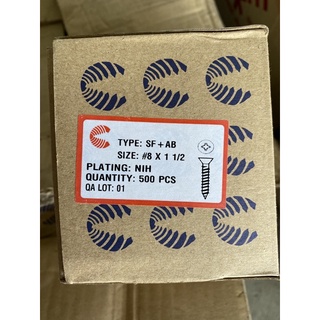 TYPE: SF+AB
SIZE: #8 X 1 1/2
PLATING: NIH
QUANTITY: 500 PCS
QA LOT: 01